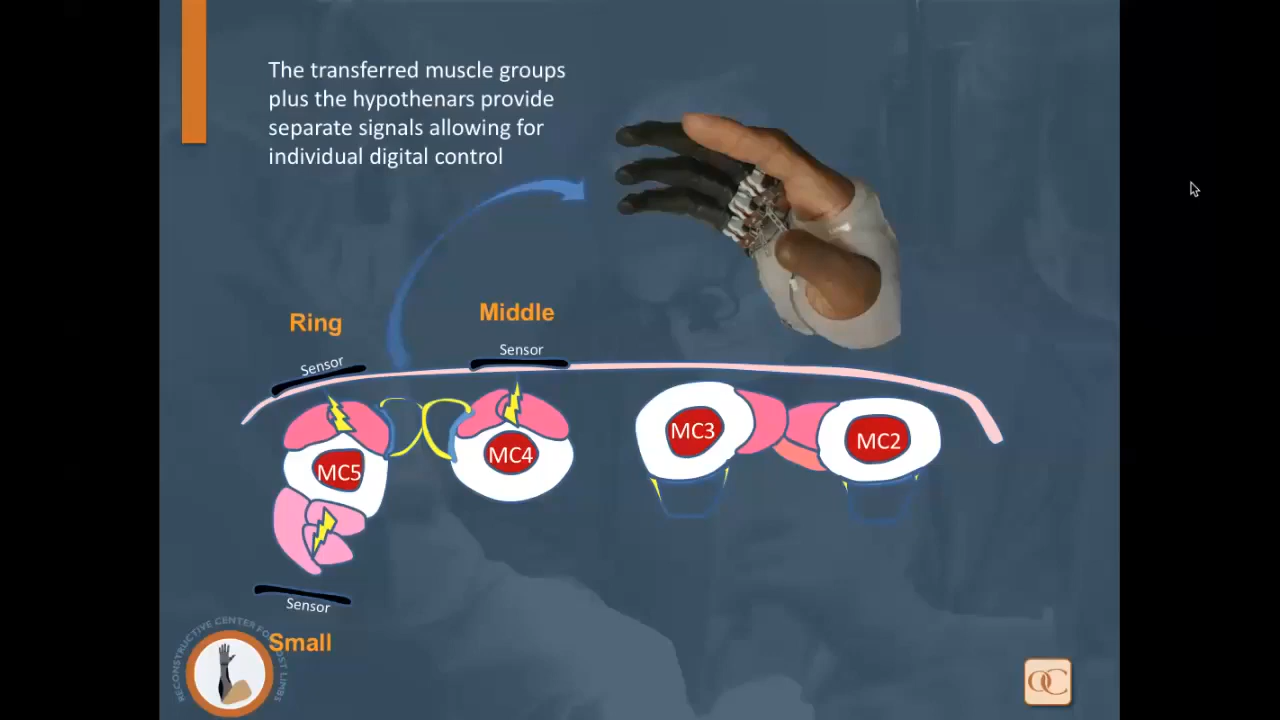 The transferred muscle groups
plus the hypothenars provide
separate signals allowing for
individual digital control
Ring
Middle
Sensor
Sensor
MC5
MC4
MC3
MC2
Sensor
Small
RECONSTRUCTIVE CENTER FOR LOST LIMBS
OC